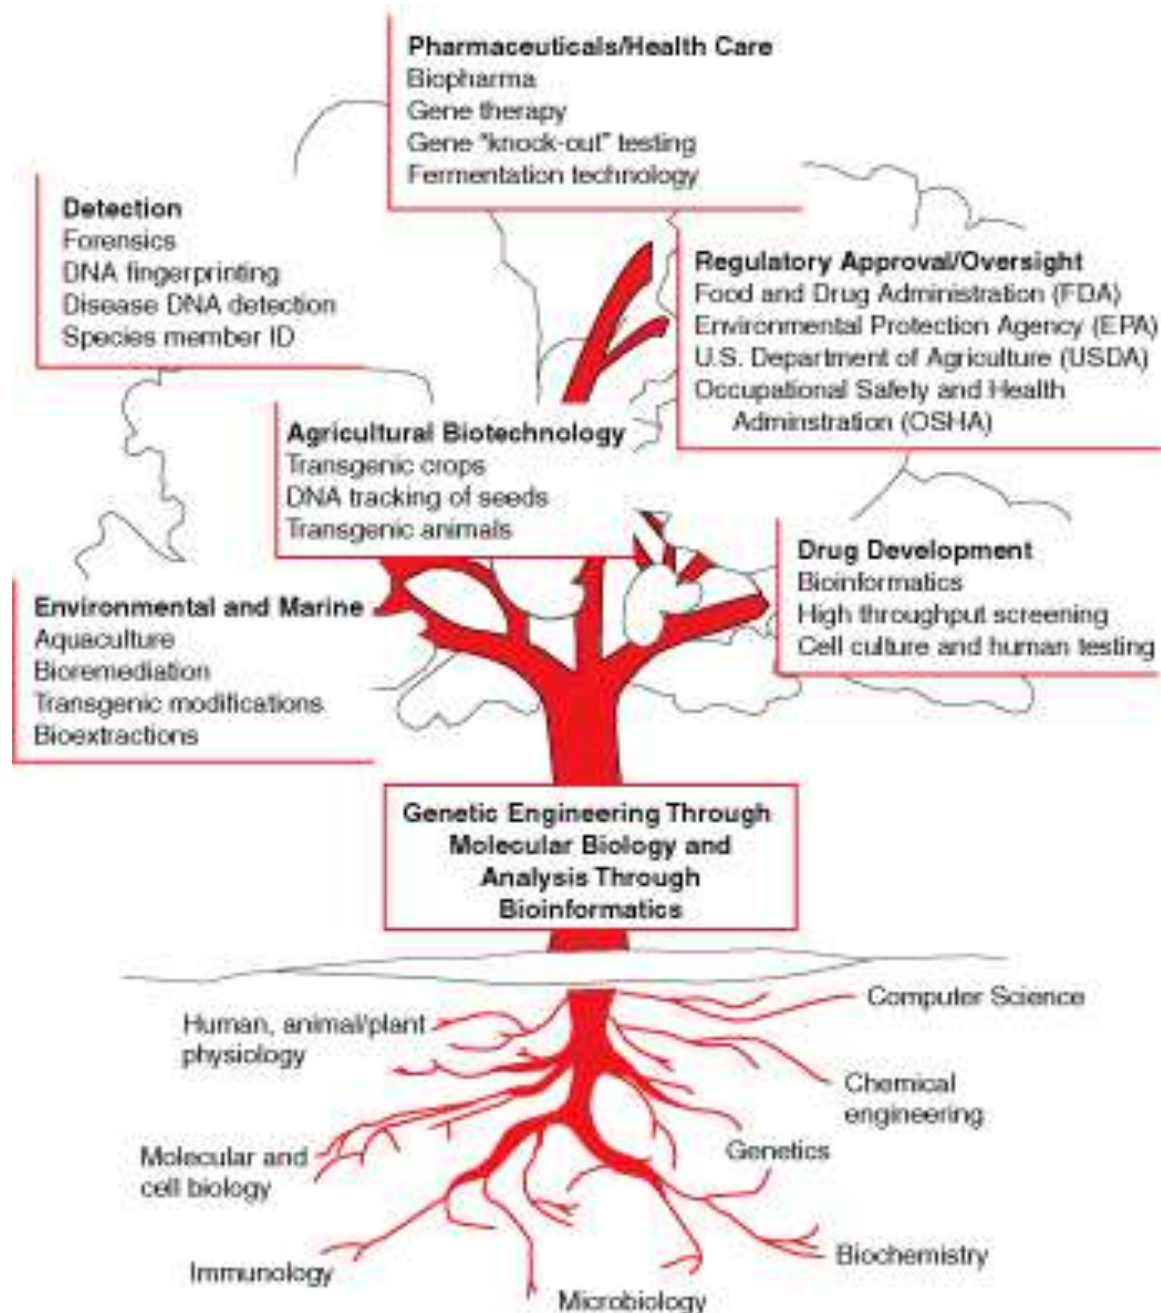 Pharmaceuticals/Health Care
Biopharma
Gene therapy
Gene "knock-out" testing
Fermentation technology
Detection
Forensics
DNA fingerprinting
Disease DNA detection
Species member ID
Regulatory Approval/Oversight
Food and Drug Administration (FDA)
Environmental Protection Agency (EPA)
U.S. Department of Agriculture (USDA)
Occupational Safety and Health
Adminstration (OSHA)
Agricultural Biotechnology
Transgenic crops
DNA tracking of seeds
Transgenic animals
Drug Development
Bioinformatics
High throughput screening
Cell culture and human testing
Environmental and Marine
Aquaculture
Bioremediation
Transgenic modifications
Bioextractions
Genetic Engineering Through
Molecular Biology and
Analysis Through
Bioinformatics
Computer Science
Human, animal/plant
physiology
Chemical
engineering
Genetics
Molecular and
cell biology
Biochemistry
Immunology
Microbiology